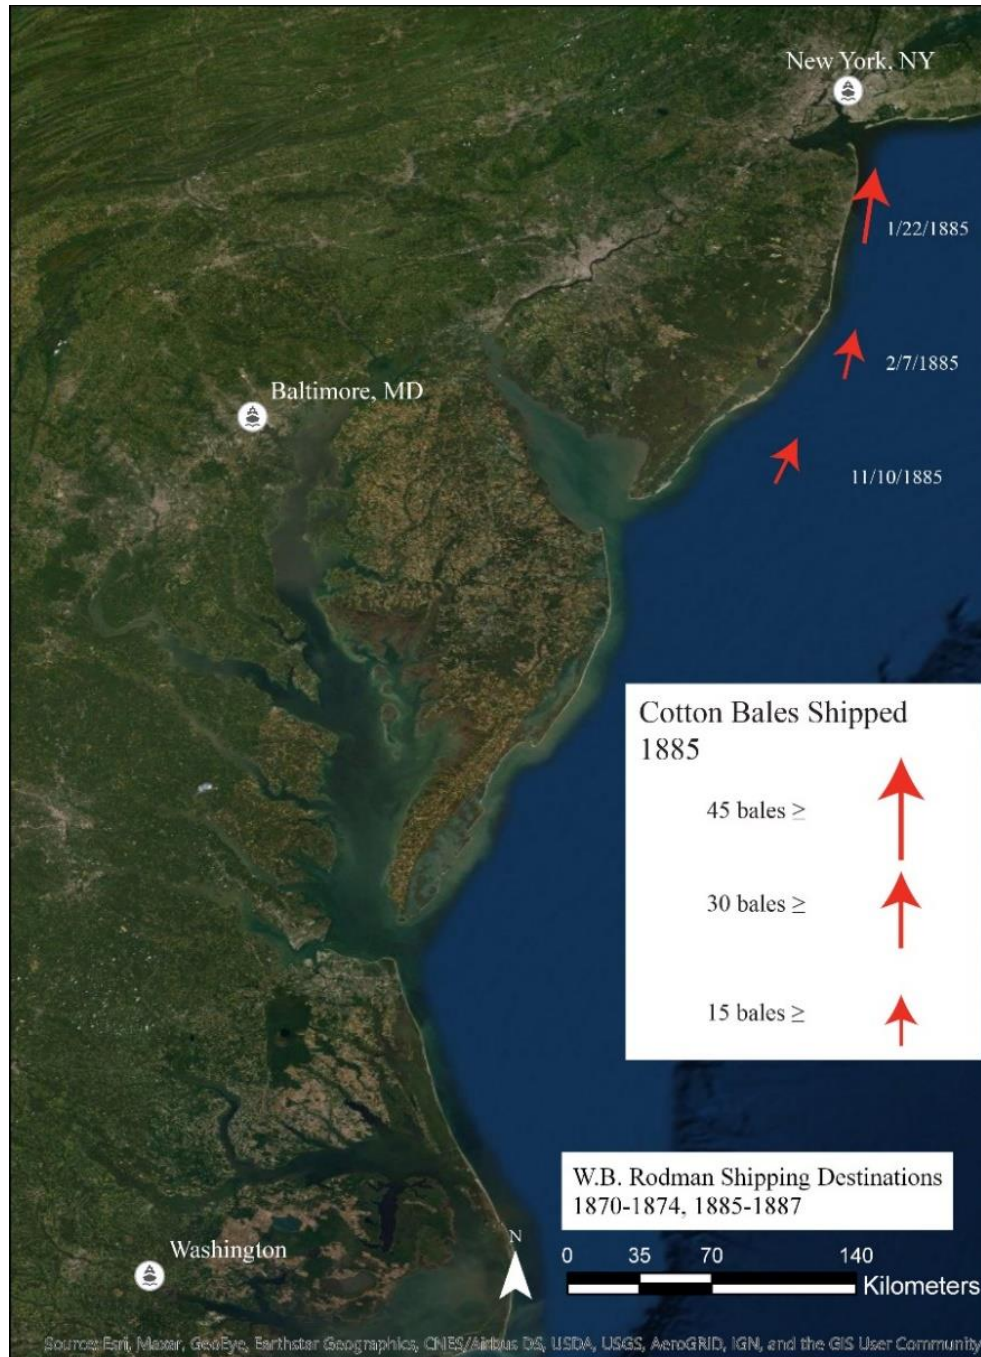 New York, NY
1/22/1885
2/7/1885
Baltimore, MD
11/10/1885
Cotton Bales Shipped
1885
45 bales ≥
30 bales ≥
15 bales ≥
W.B. Rodman Shipping Destinations
1870-1874, 1885-1887
Washington
N
0 35 70 140
Kilometers
Source: Esri, Maxar, GeoEye, Earthstar Geographics, CNES/Airbus DS, USDA, USGS, AeroGRID, IGN, and the GIS User Community